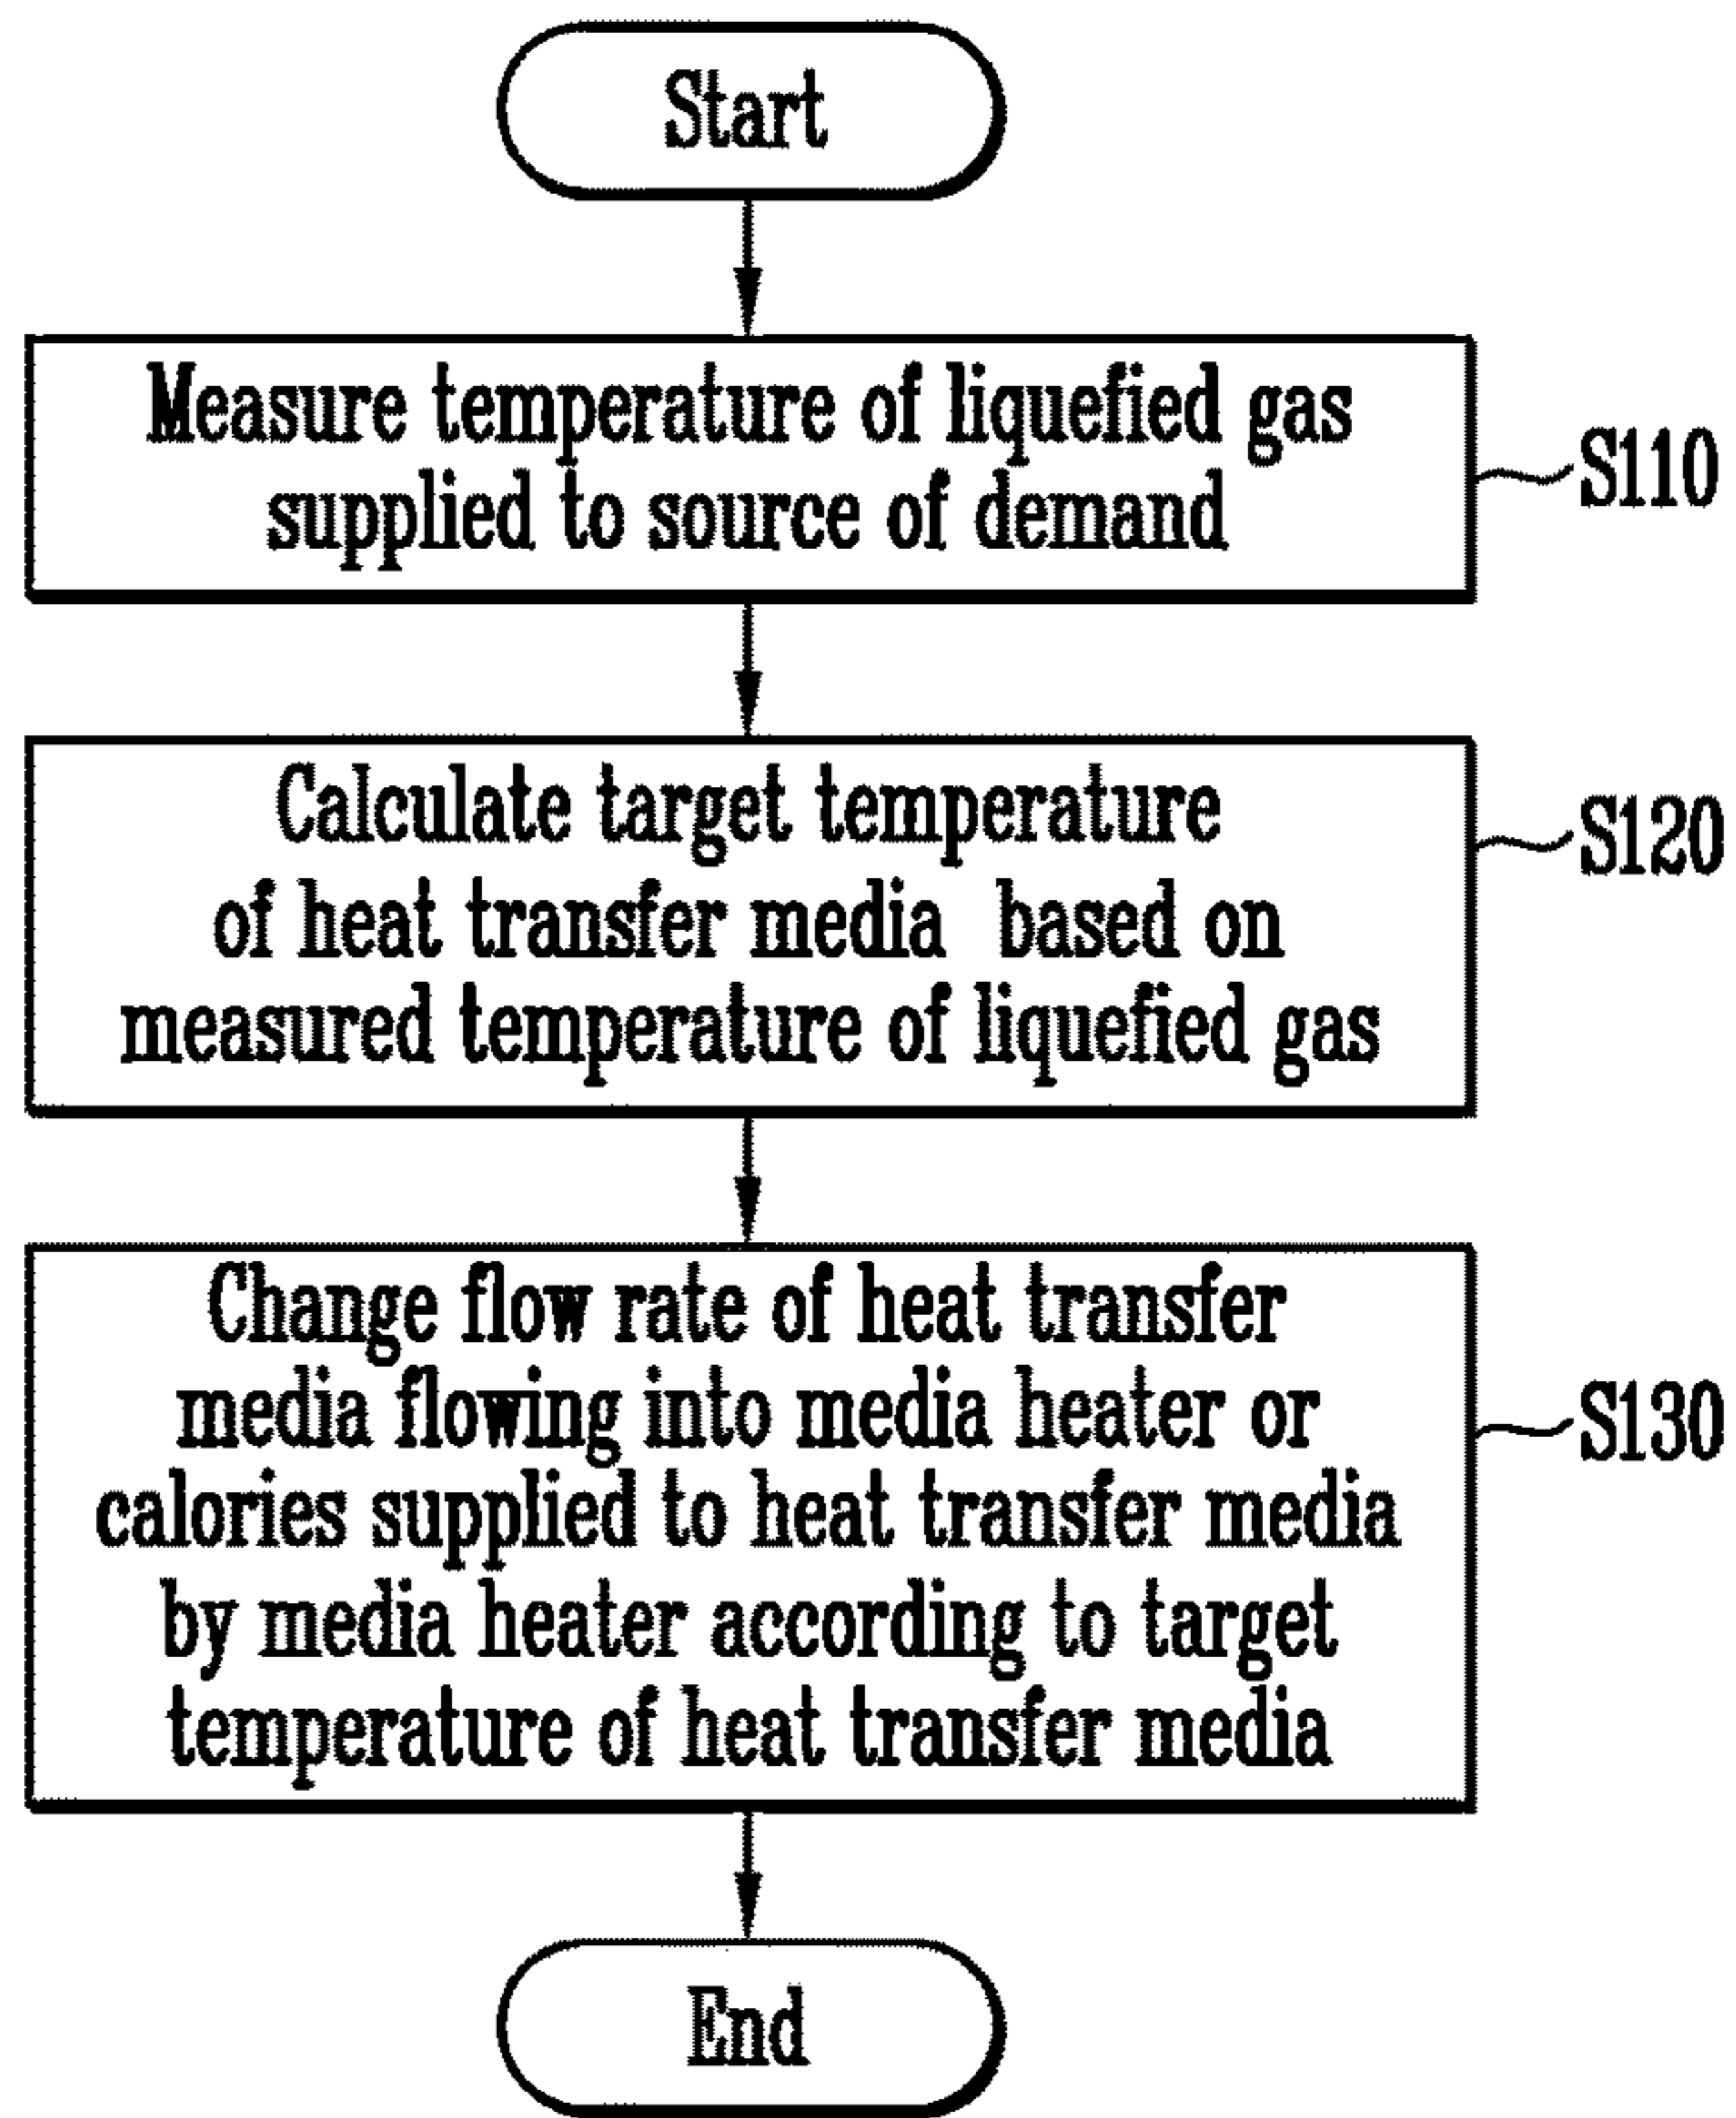 Start
Measure temperature of liquefied gas
supplied to source of demand
S110
Calculate target temperature
of heat transfer media based on
measured temperature of liquefied gas
S120
Change flow rate of heat transfer
media flowing into media heater or
calories supplied to heat transfer media
by media heater according to target
temperature of heat transfer media
S130
End